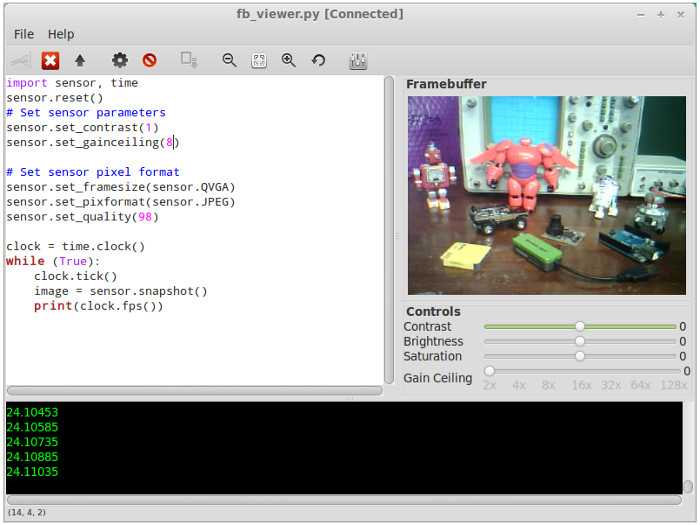 fb_viewer.py [Connected]
File Help
import sensor, time
sensor.reset()
# Set sensor parameters
sensor.set_contrast(1)
sensor.set_gainceiling(8)
# Set sensor pixel format
sensor.set_framesize(sensor.QVGA)
sensor.set_pixformat(sensor.JPEG)
sensor.set_quality(98)
clock = time.clock()
while (True):
    clock.tick()
    image = sensor.snapshot()
    print(clock.fps())
Framebuffer
Controls
Contrast 0
Brightness 0
Saturation 0
Gain Ceiling 0
2x 4x 8x 16x 32x 64x 128x
24.10453
24.10585
24.10735
24.10885
24.11035
(14, 4, 2)